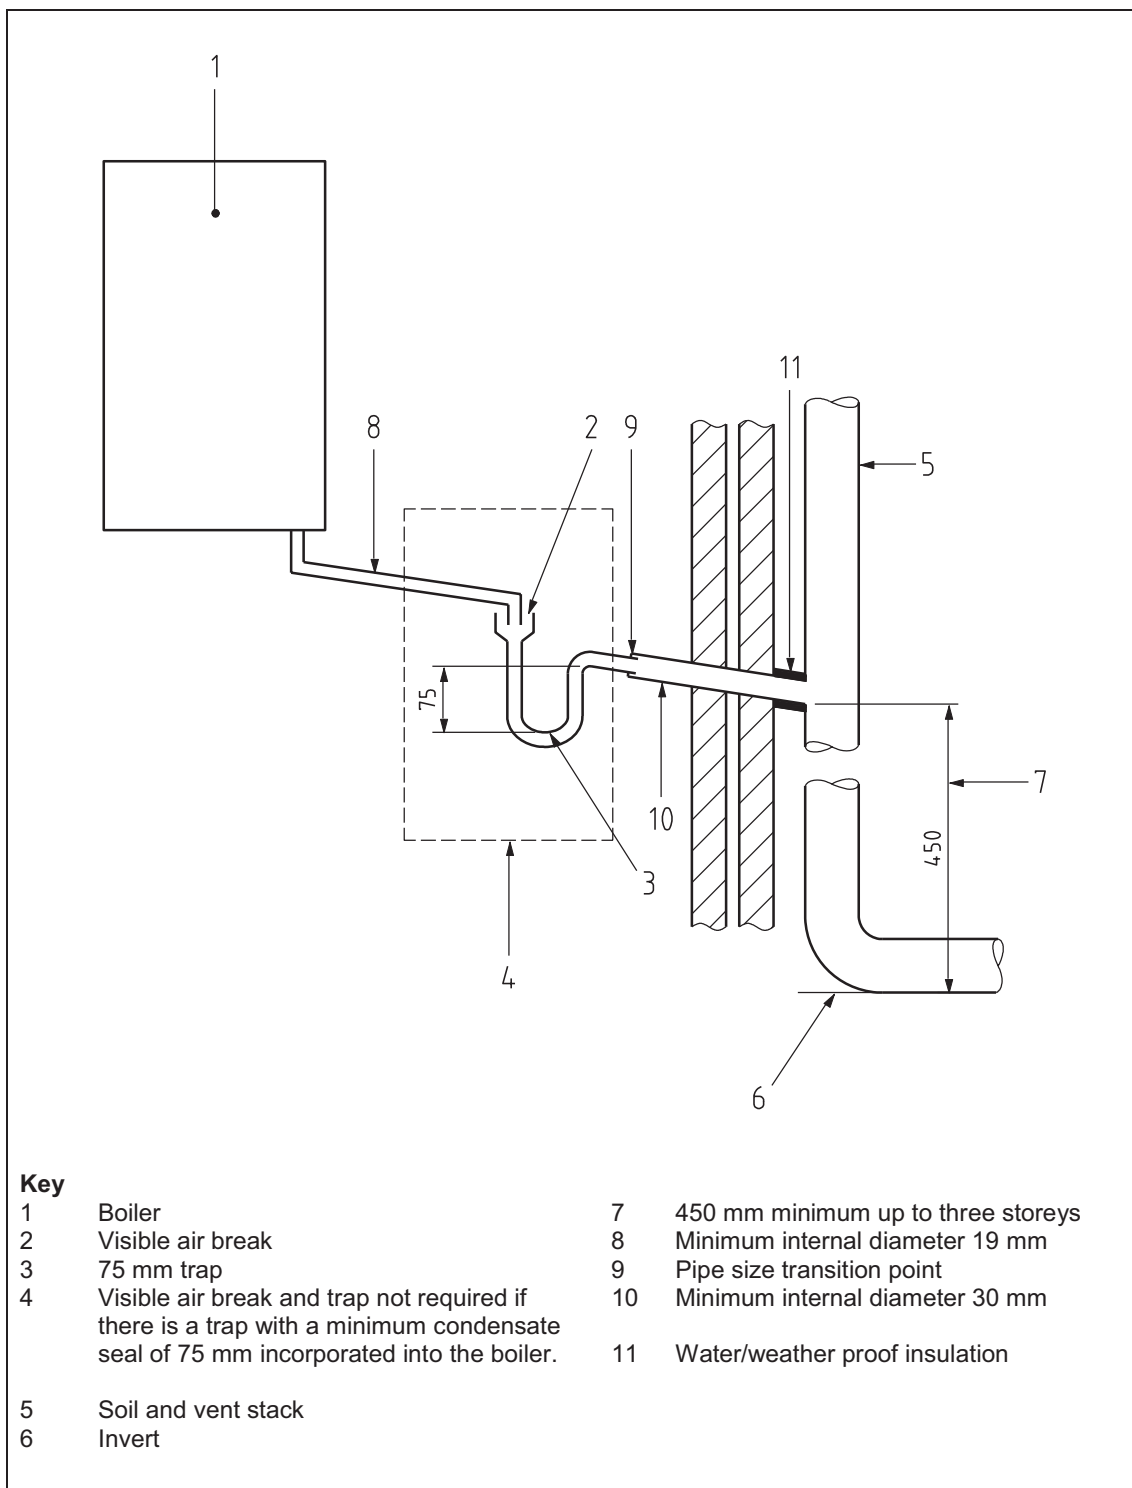 1
11
8
2
9
5
75
7
10
450
3
4
6
Key
1 Boiler
2 Visible air break
3 75 mm trap
4 Visible air break and trap not required if
there is a trap with a minimum condensate
seal of 75 mm incorporated into the boiler.
5 Soil and vent stack
6 Invert
7 450 mm minimum up to three storeys
8 Minimum internal diameter 19 mm
9 Pipe size transition point
10 Minimum internal diameter 30 mm
11 Water/weather proof insulation